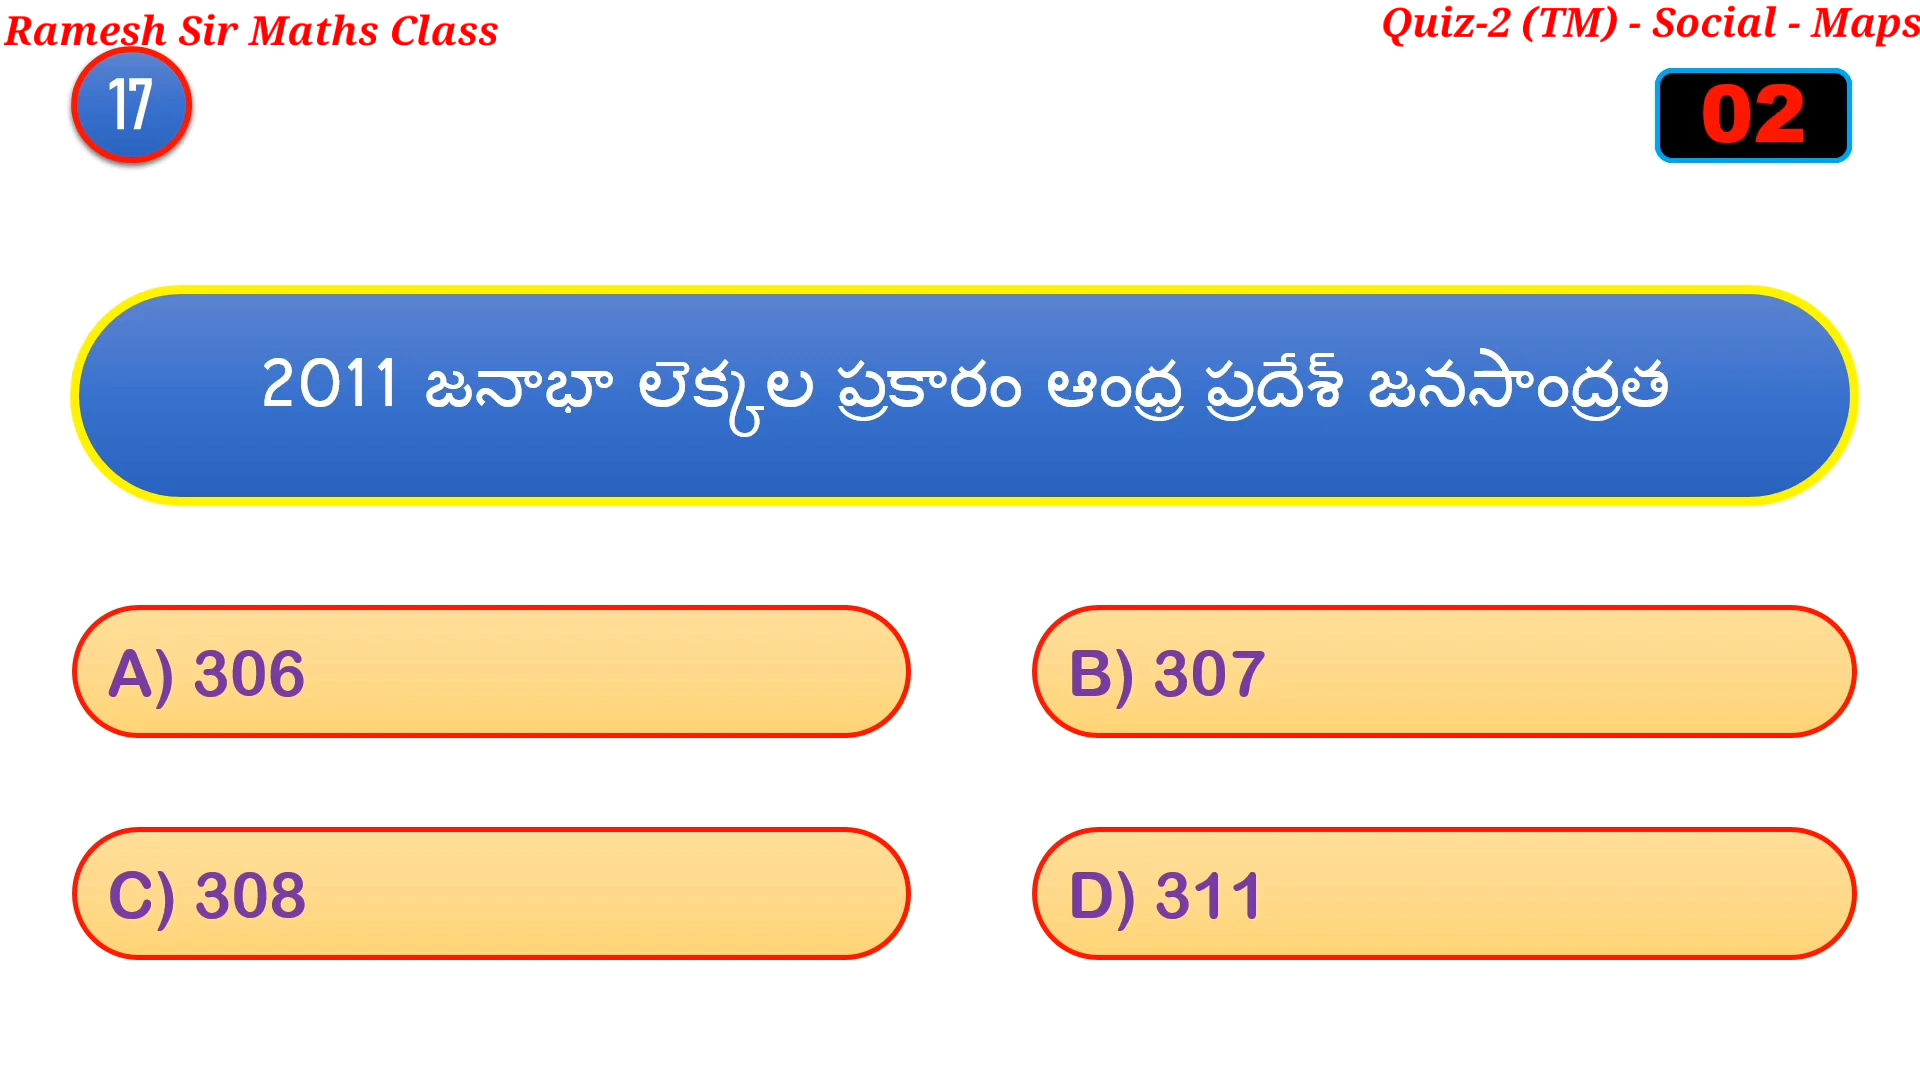 Ramesh Sir Maths Class
Quiz-2 (TM) - Social - Maps
17
02
2011 జనాభా లెక్కల ప్రకారం ఆంధ్ర ప్రదేశ్ జనసాంద్రత
A) 306
B) 307
C) 308
D) 311